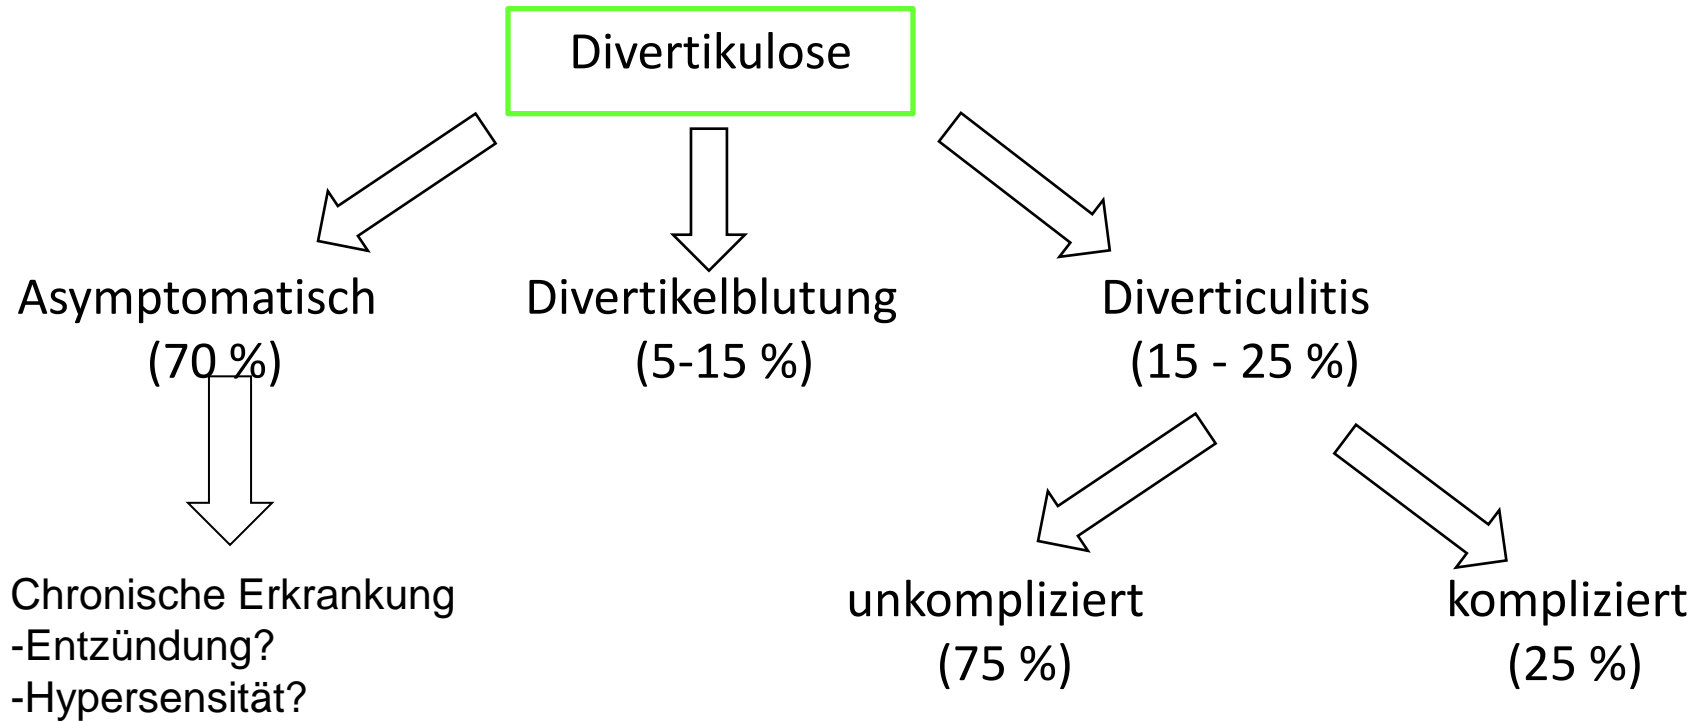 Divertikulose
Asymptomatisch
(70 %)
Divertikelblutung
(5-15 %)
Diverticulitis
(15 - 25 %)
Chronische Erkrankung
-Entzündung?
-Hypersensität?
unkompliziert
(75 %)
kompliziert
(25 %)